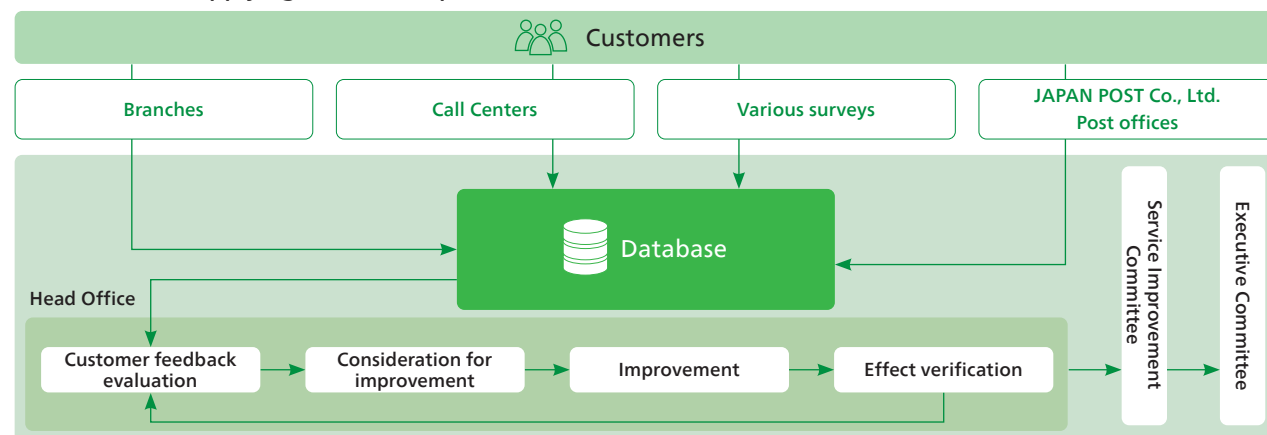 Customers
Branches
Call Centers
Various surveys
JAPAN POST Co., Ltd.
Post offices
Database
Head Office
Customer feedback
evaluation
Consideration for
improvement
Improvement
Effect verification
Service Improvement
Committee
Executive Committee